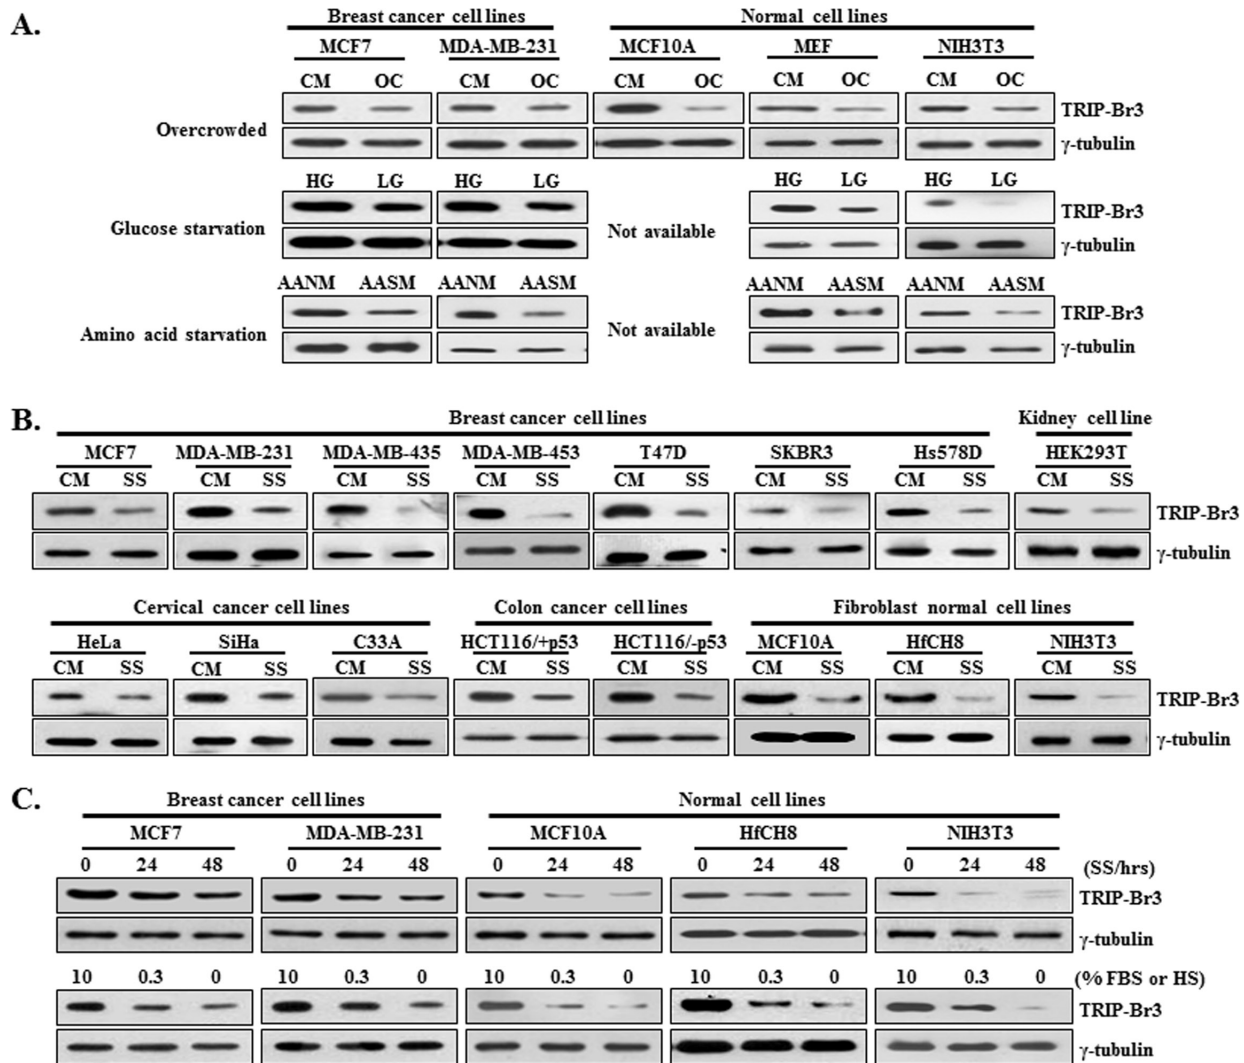 A.
Breast cancer cell lines Normal cell lines
MCF7 MDA-MB-231 MCF10A MEF NIH3T3
CM OC CM OC CM OC CM OC CM OC
Overcrowded
TRIP-Br3
γ-tubulin
HG LG HG LG HG LG HG LG
Glucose starvation
Not available
TRIP-Br3
γ-tubulin
AANM AASM AANM AASM AANM AASM AANM AASM
Amino acid starvation
Not available
TRIP-Br3
γ-tubulin
B.
Breast cancer cell lines Kidney cell line
MCF7 MDA-MB-231 MDA-MB-435 MDA-MB-453 T47D SKBR3 Hs578D HEK293T
CM SS CM SS CM SS CM SS CM SS CM SS CM SS CM SS
TRIP-Br3
γ-tubulin
Cervical cancer cell lines Colon cancer cell lines Fibroblast normal cell lines
HeLa SiHa C33A HCT116/+p53 HCT116/-p53 MCF10A HfCH8 NIH3T3
CM SS CM SS CM SS CM SS CM SS CM SS CM SS CM SS
TRIP-Br3
γ-tubulin
C.
Breast cancer cell lines Normal cell lines
MCF7 MDA-MB-231 MCF10A HfCH8 NIH3T3
0 24 48 0 24 48 0 24 48 0 24 48 0 24 48 (SS/hrs)
TRIP-Br3
γ-tubulin
10 0.3 0 10 0.3 0 10 0.3 0 10 0.3 0 10 0.3 0 (% FBS or HS)
TRIP-Br3
γ-tubulin